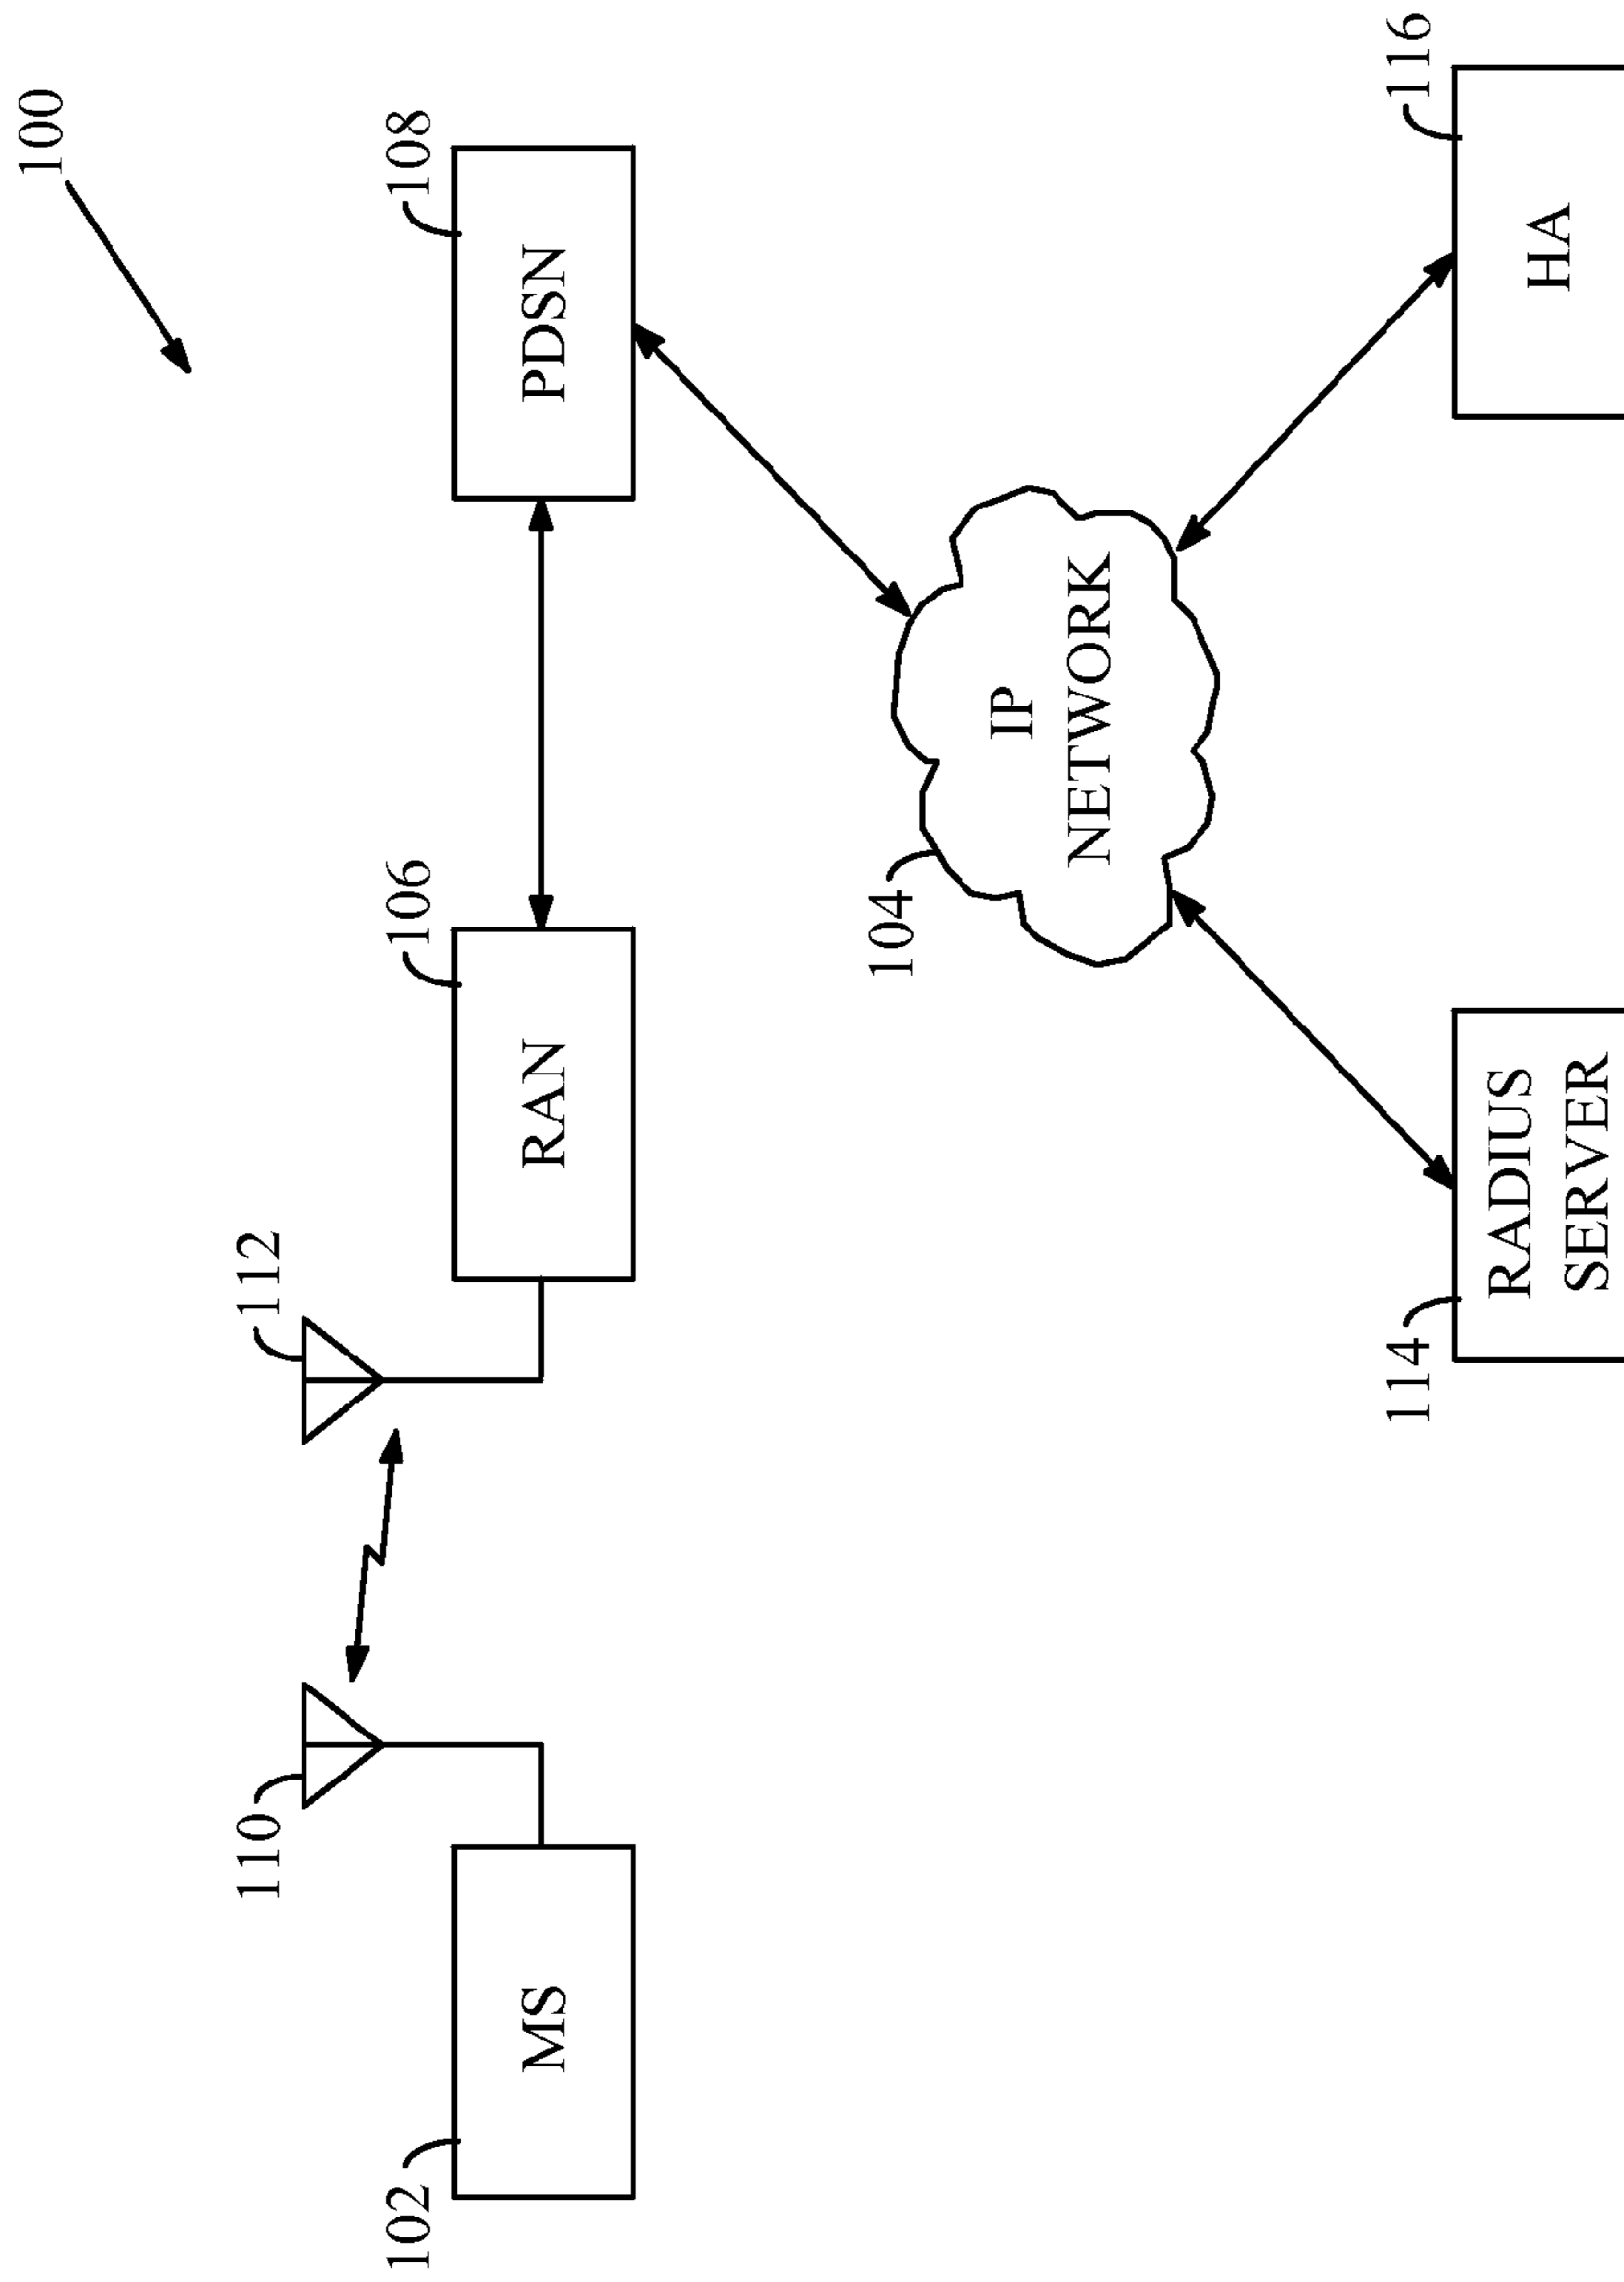 100
110
112
102
MS
106
RAN
108
PDSN
104
IP
NETWORK
114
RADIUS
SERVER
116
HA